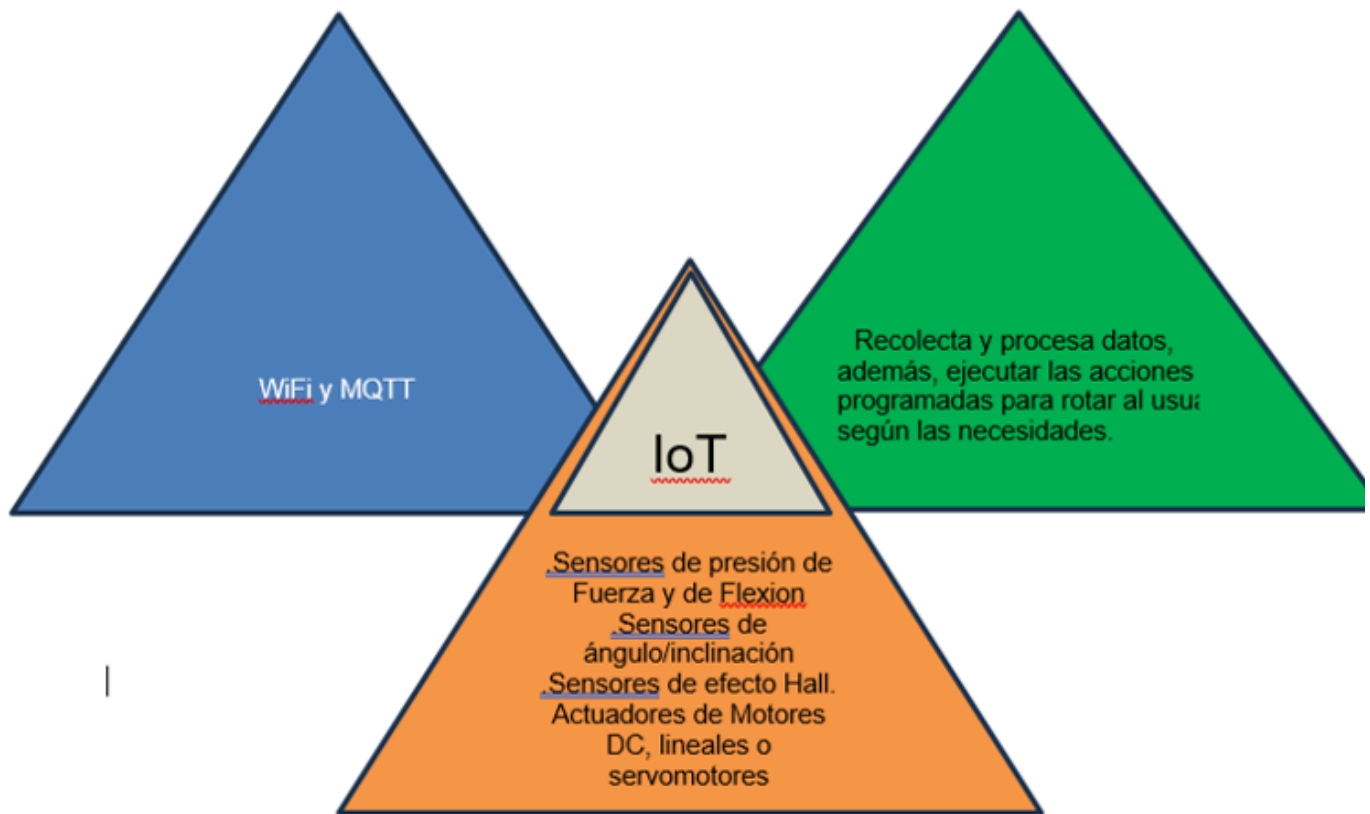 WiFi y MQTT
Recolecta y procesa datos,
además, ejecutar las acciones
programadas para rotar al
según las necesidades.
IoT
.Sensores de presión de
Fuerza y de Flexion
.Sensores de
ángulo/inclinación
.Sensores de efecto Hall.
Actuadores de Motores
DC, lineales o
servomotores